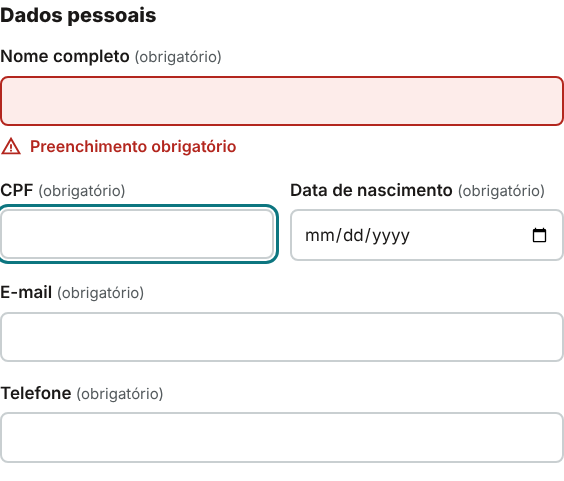 Dados pessoais
Nome completo (obrigatório)
Preenchimento obrigatório
CPF (obrigatório) Data de nascimento (obrigatório)
mm/dd/yyyy
E-mail (obrigatório)
Telefone (obrigatório)